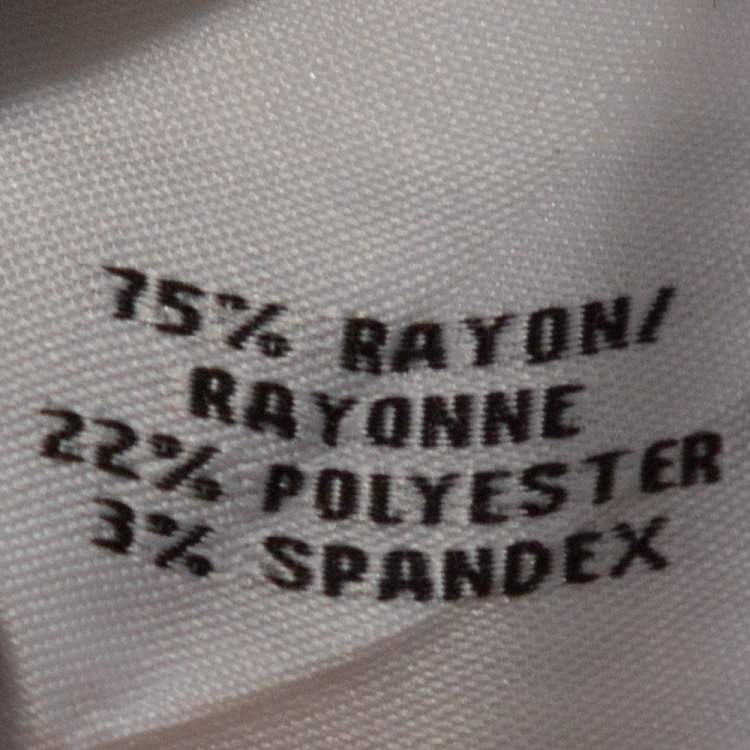 75% RAYON/
RAYONNE
22% POLYESTER
3% SPANDEX